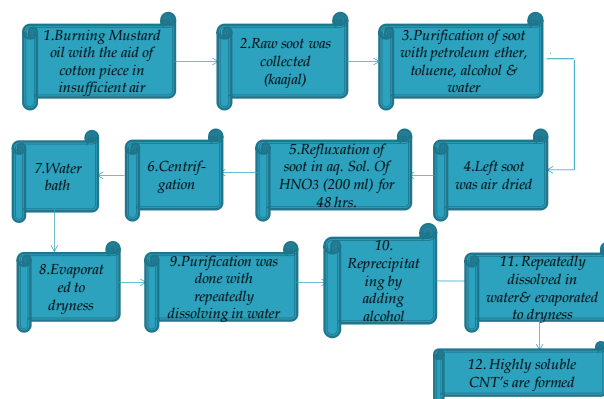 1.Burning Mustard
oil with the aid of
cotton piece in
insufficient air
2.Raw soot was
collected
(kaajal)
3.Purification of soot
with petroleum ether,
toluene, alcohol &
water
4.Left soot
was air dried
5.Refluxation of
soot in aq. Sol. Of
HNO3 (200 ml) for
48 hrs.
6.Centrif-
gation
7.Water
bath
8.Evaporat
ed to
dryness
9.Purification was
done with
repeatedly
dissolving in water
10.
Reprecipitat
ing by
adding
alcohol
11. Repeatedly
dissolved in
water& evaporated
to dryness
12. Highly soluble
CNT's are formed